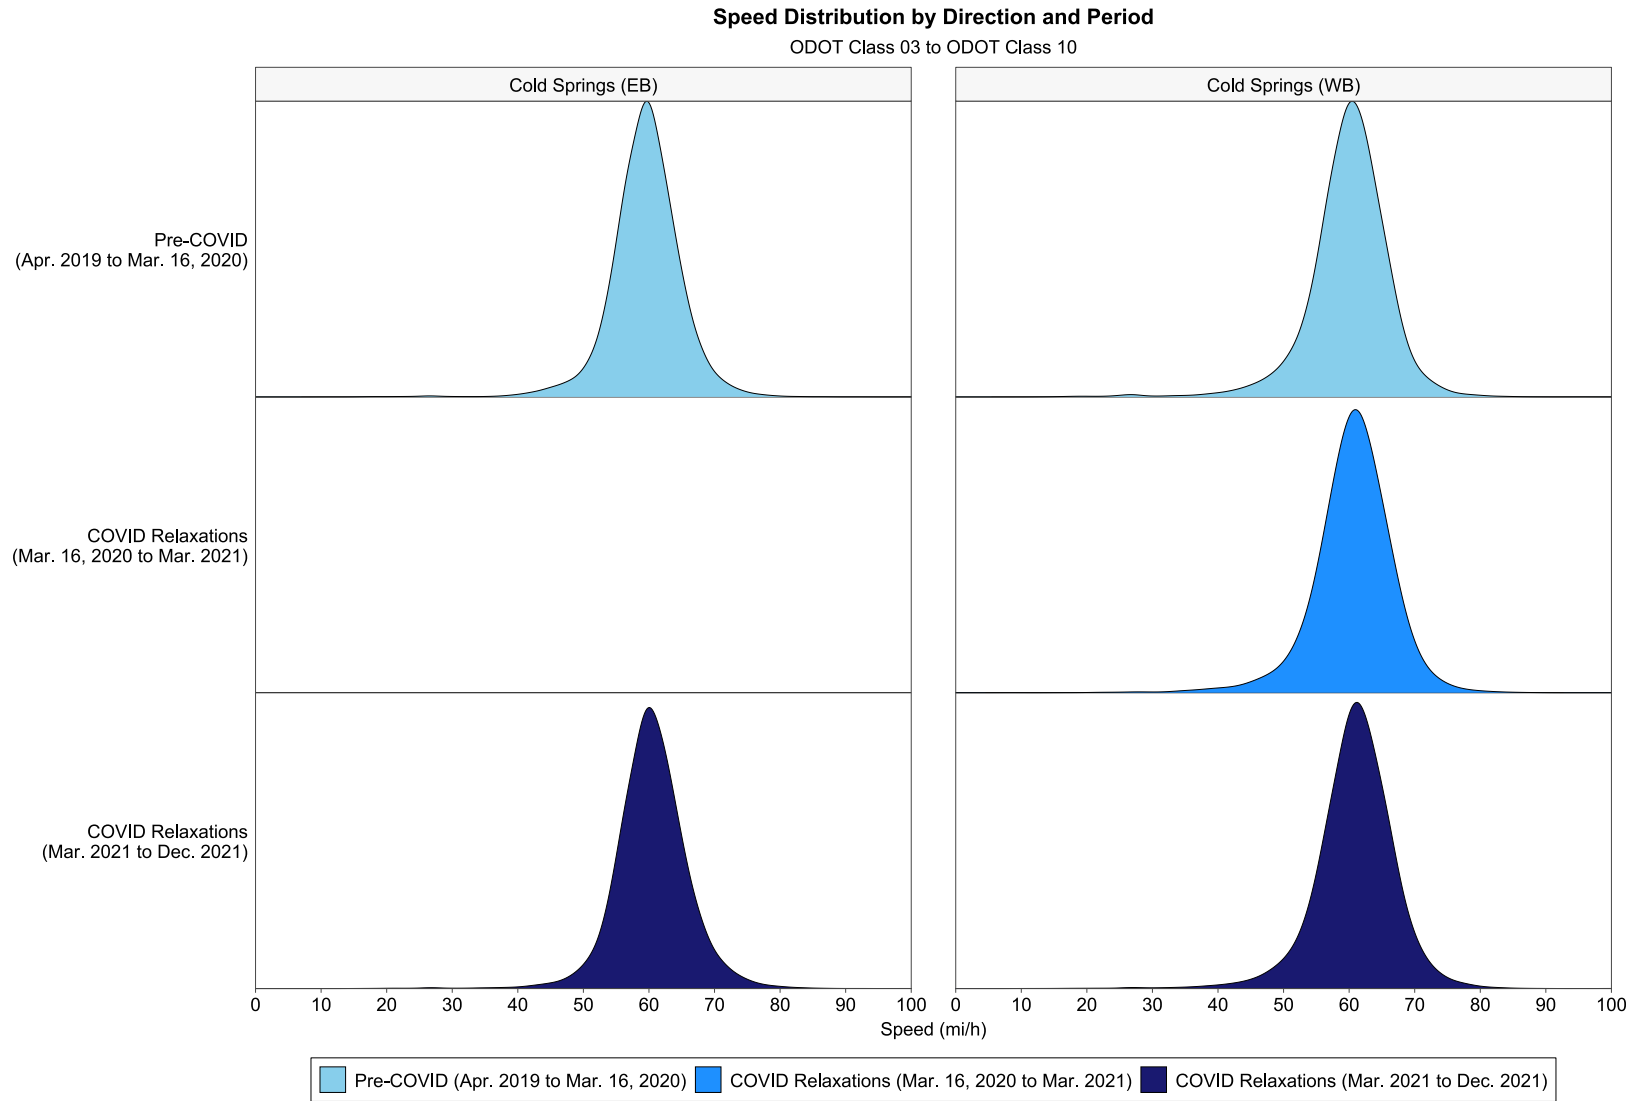 Speed Distribution by Direction and Period
ODOT Class 03 to ODOT Class 10
Cold Springs (EB)
Cold Springs (WB)
Pre-COVID
(Apr. 2019 to Mar. 16, 2020)
COVID Relaxations
(Mar. 16, 2020 to Mar. 2021)
COVID Relaxations
(Mar. 2021 to Dec. 2021)
0 10 20 30 40 50 60 70 80 90 100
0 10 20 30 40 50 60 70 80 90 100
Speed (mi/h)
Pre-COVID (Apr. 2019 to Mar. 16, 2020) COVID Relaxations (Mar. 16, 2020 to Mar. 2021) COVID Relaxations (Mar. 2021 to Dec. 2021)